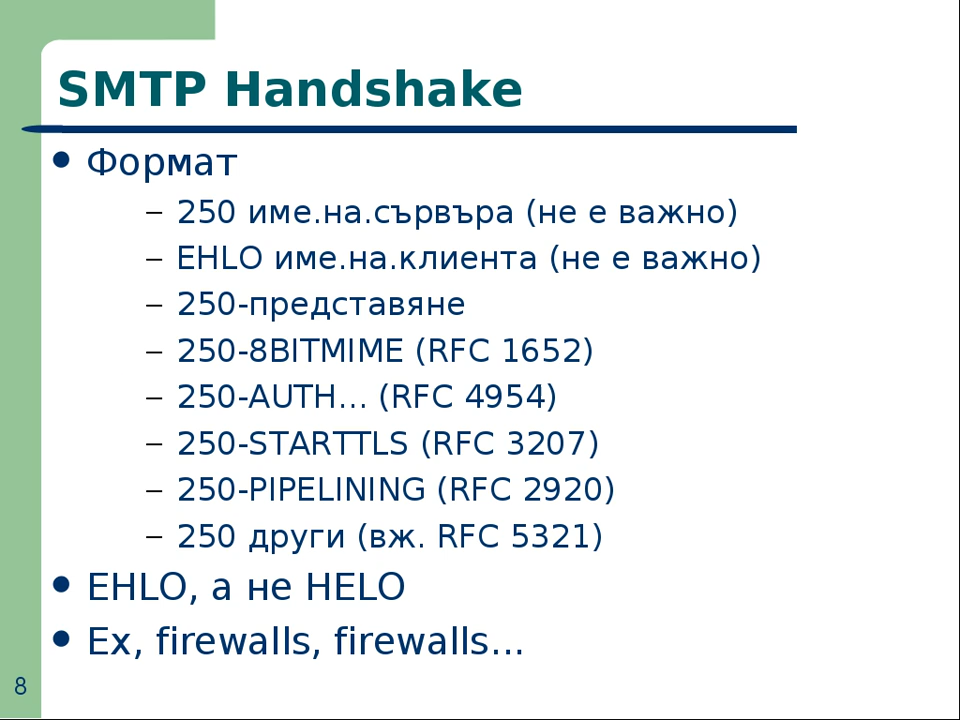 SMTP Handshake
Формат
– 250 име.на.сървъра (не е важно)
– EHLO име.на.клиента (не е важно)
– 250-представяне
– 250-8BITMIME (RFC 1652)
– 250-AUTH... (RFC 4954)
– 250-STARTTLS (RFC 3207)
– 250-PIPELINING (RFC 2920)
– 250 други (вж. RFC 5321)
EHLO, а не HELO
Ех, firewalls, firewalls...
8